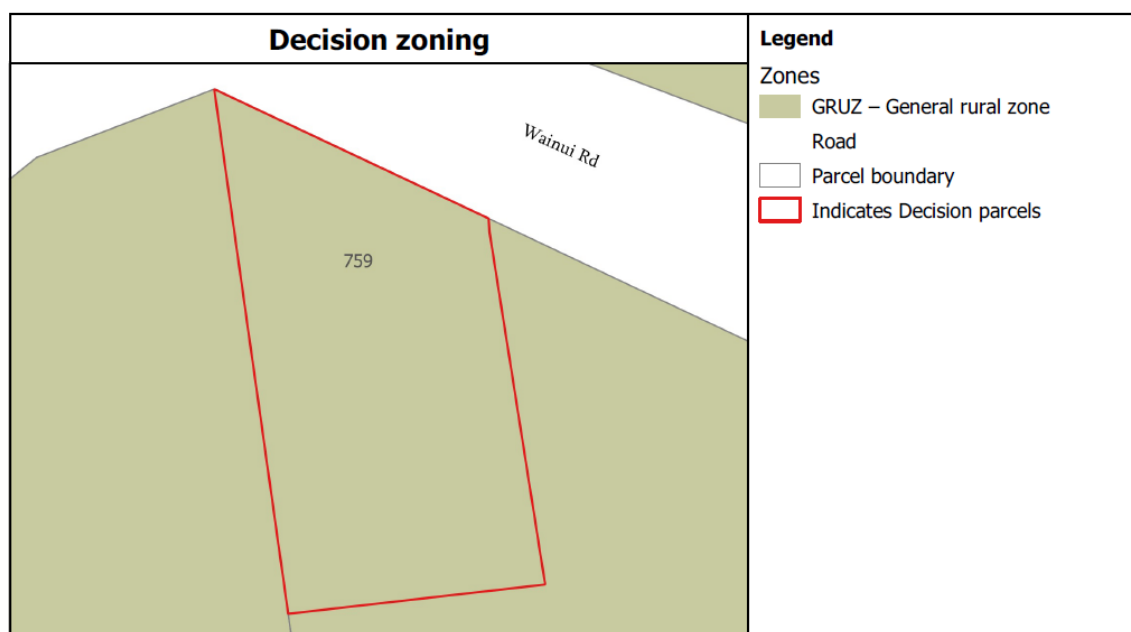 Decision zoning
Wainui Rd
759
Legend
Zones
GRUZ – General rural zone
Road
Parcel boundary
Indicates Decision parcels